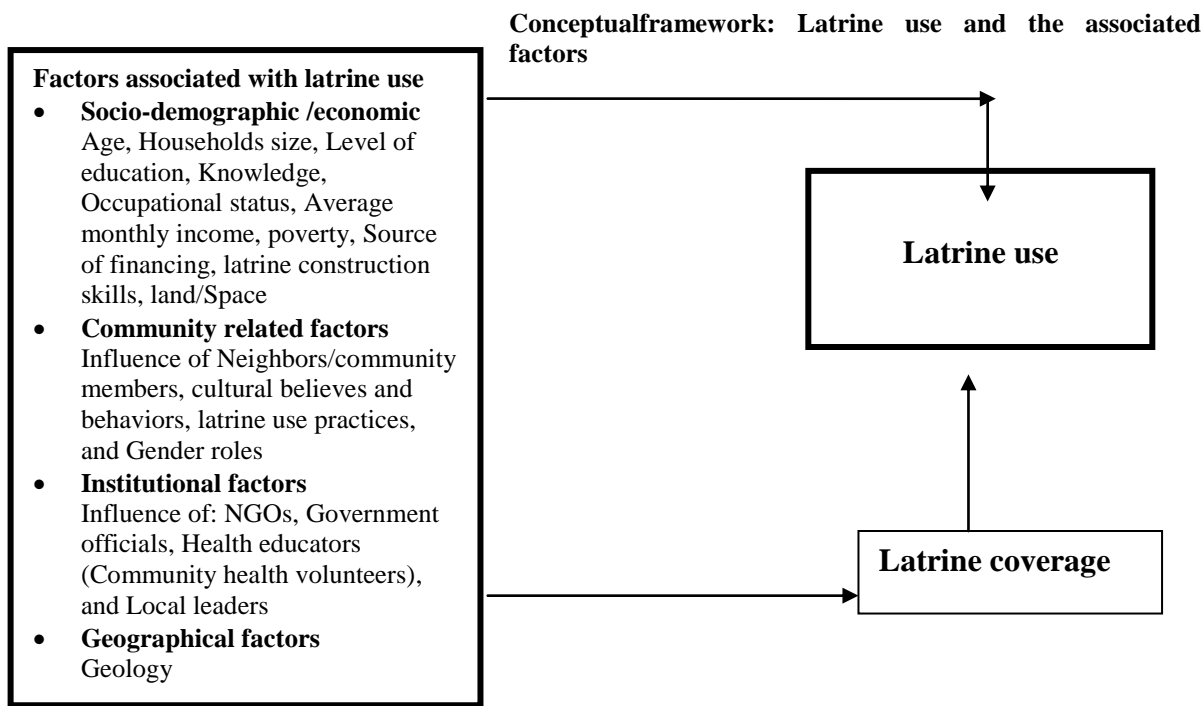 Conceptualframework: Latrine use and the associated
factors
Factors associated with latrine use
• Socio-demographic /economic
Age, Households size, Level of
education, Knowledge,
Occupational status, Average
monthly income, poverty, Source
of financing, latrine construction
skills, land/Space
• Community related factors
Influence of Neighbors/community
members, cultural believes and
behaviors, latrine use practices,
and Gender roles
• Institutional factors
Influence of: NGOs, Government
officials, Health educators
(Community health volunteers),
and Local leaders
• Geographical factors
Geology
Latrine use
Latrine coverage